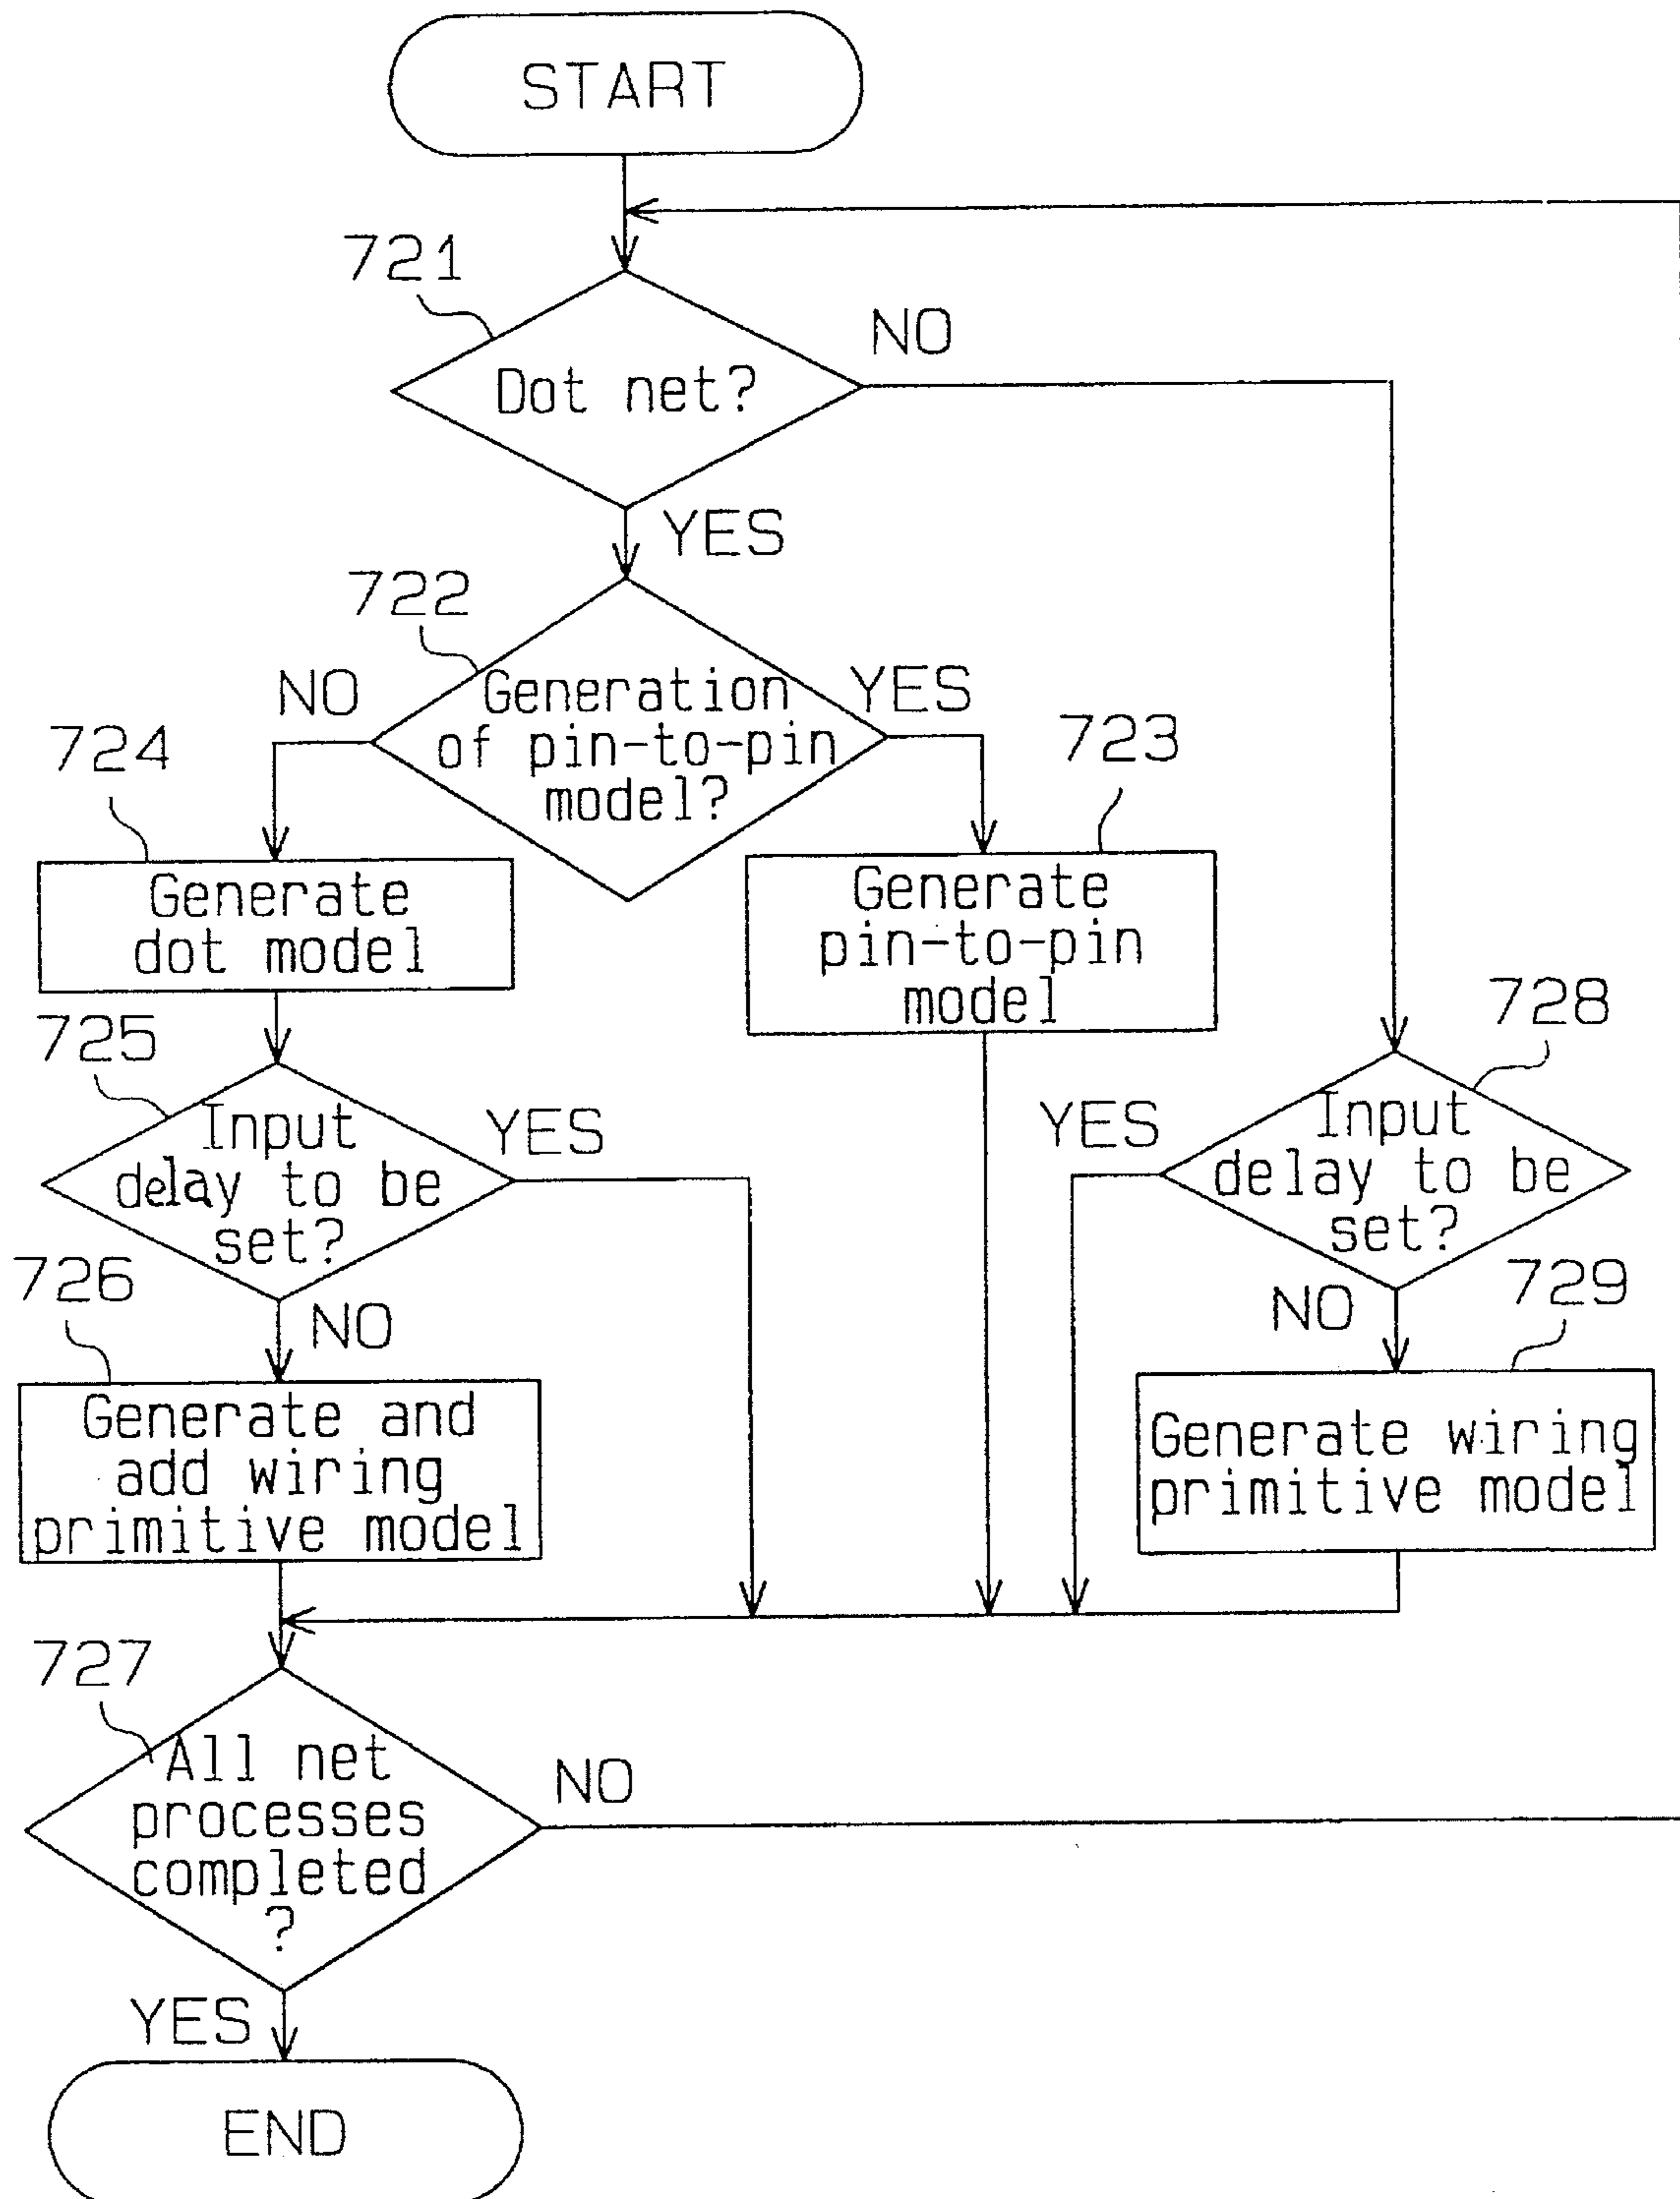 START
721
NO
Dot net?
YES
722
NO
Generation
of pin-to-pin
model?
YES
724
723
Generate
dot model
Generate
pin-to-pin
model
725
728
Input
delay to be
set?
YES
YES
Input
delay to be
set?
726
NO
NO
729
Generate and
add wiring
primitive model
Generate wiring
primitive model
727
All net
processes
completed
?
NO
YES
END